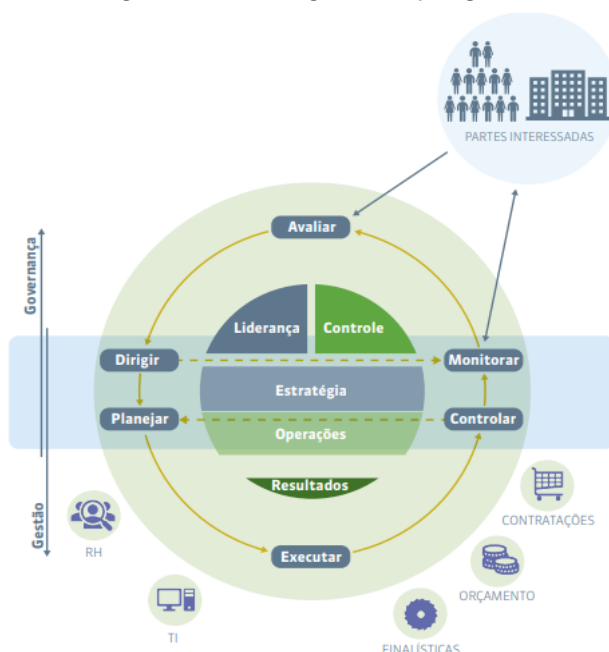 PARTES INTERESSADAS
Avaliar
Governança
Liderança
Controle
Dirigir
Monitorar
Estratégia
Planejar
Controlar
Operações
Resultados
Gestão
CONTRATAÇÕES
RH
Executar
ORÇAMENTO
TI
FINALÍSTICAS